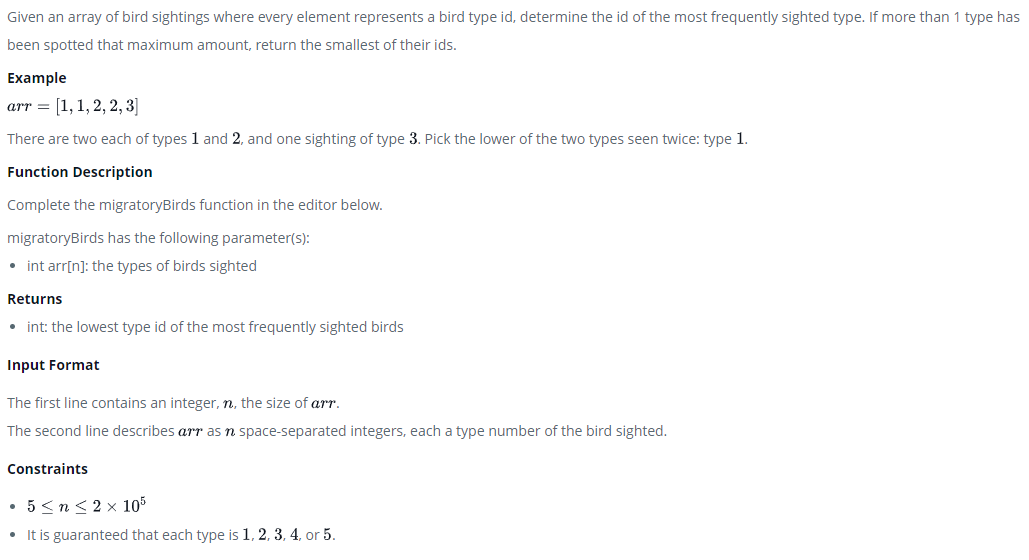 Given an array of bird sightings where every element represents a bird type id, determine the id of the most frequently sighted type. If more than 1 type has
been spotted that maximum amount, return the smallest of their ids.
Example
arr = [1, 1, 2, 2, 3]
There are two each of types 1 and 2, and one sighting of type 3. Pick the lower of the two types seen twice: type 1.
Function Description
Complete the migratoryBirds function in the editor below.
migratoryBirds has the following parameter(s):
• int arr[n]: the types of birds sighted
Returns
• int: the lowest type id of the most frequently sighted birds
Input Format
The first line contains an integer, n, the size of arr.
The second line describes arr as n space-separated integers, each a type number of the bird sighted.
Constraints
• 5 ≤ n ≤ 2 × 10⁵
• It is guaranteed that each type is 1, 2, 3, 4, or 5.